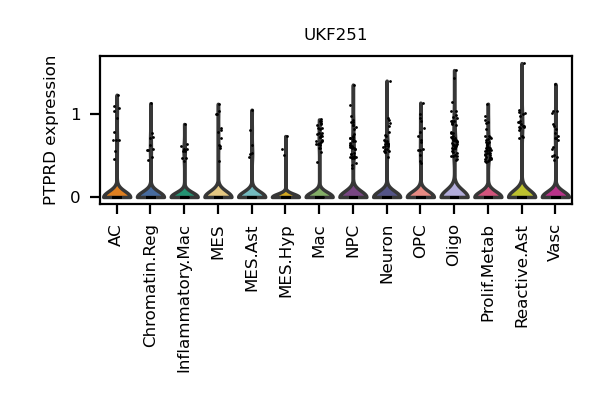 UKF251
PTPRD expression
1
0
AC
Chromatin.Reg
Inflammatory.Mac
MES
MES.Ast
MES.Hyp
Mac
NPC
Neuron
OPC
Oligo
Prolif.Metab
Reactive.Ast
Vasc